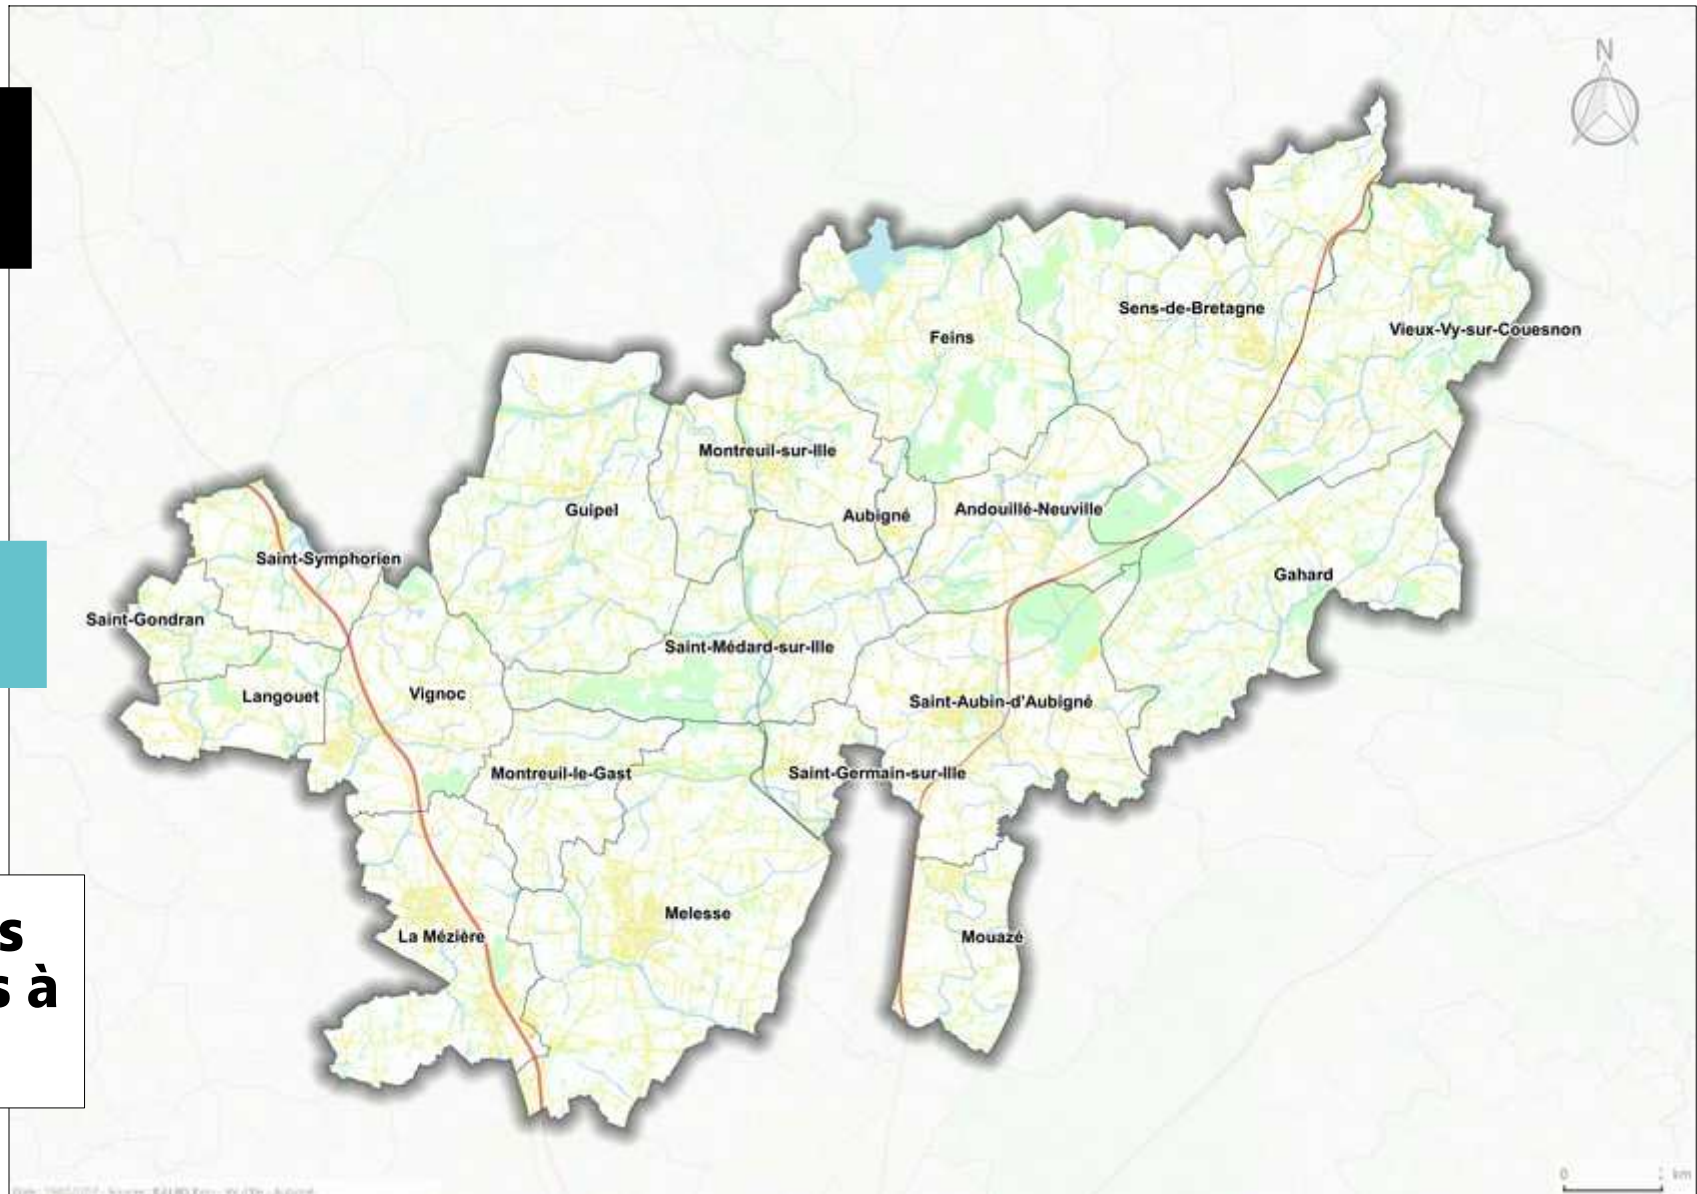 N
Sens-de-Bretagne
Vieux-Vy-sur-Couesnon
Feins
Montreuil-sur-Ille
Guipel
Aubigné
Andouillé-Neuville
Saint-Symphorien
Gahard
Saint-Gondran
Saint-Médard-sur-Ille
Langouet
Vignoc
Saint-Aubin-d'Aubigné
Montreuil-le-Gast
Saint-Germain-sur-Ille
Melesse
La Mézière
Mouazé
s
s à
0
km